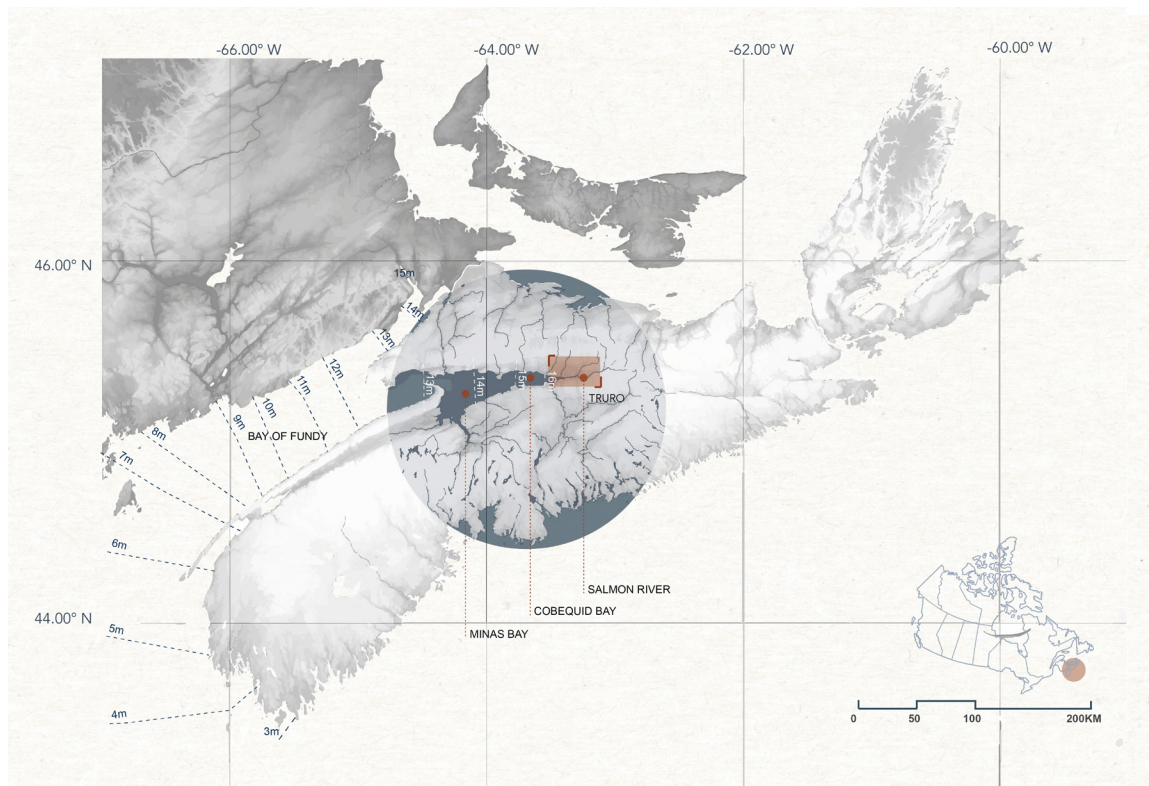 -66.00° W
-64.00° W
-62.00° W
-60.00° W
46.00° N
15m
14m
13m
12m
11m
10m
9m
8m
7m
BAY OF FUNDY
13m
14m
15m
16m
TRURO
6m
5m
4m
3m
44.00° N
SALMON RIVER
COBEQUID BAY
MINAS BAY
0 50 100 200KM